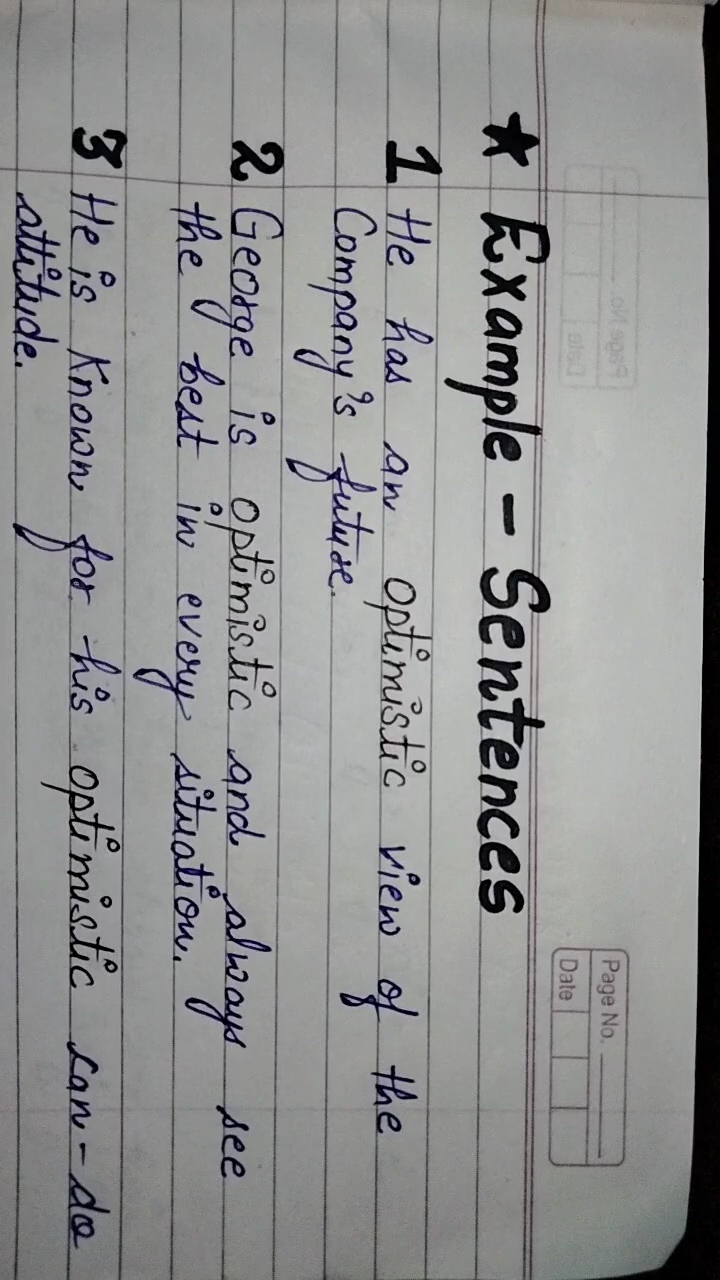 Page No.
Date
★ Example - Sentences
1 He has an optimistic view of the
Company's future.
2 George is optimistic and always see
the best in every situation.
3 He is Known for his optimistic can-do
attitude.